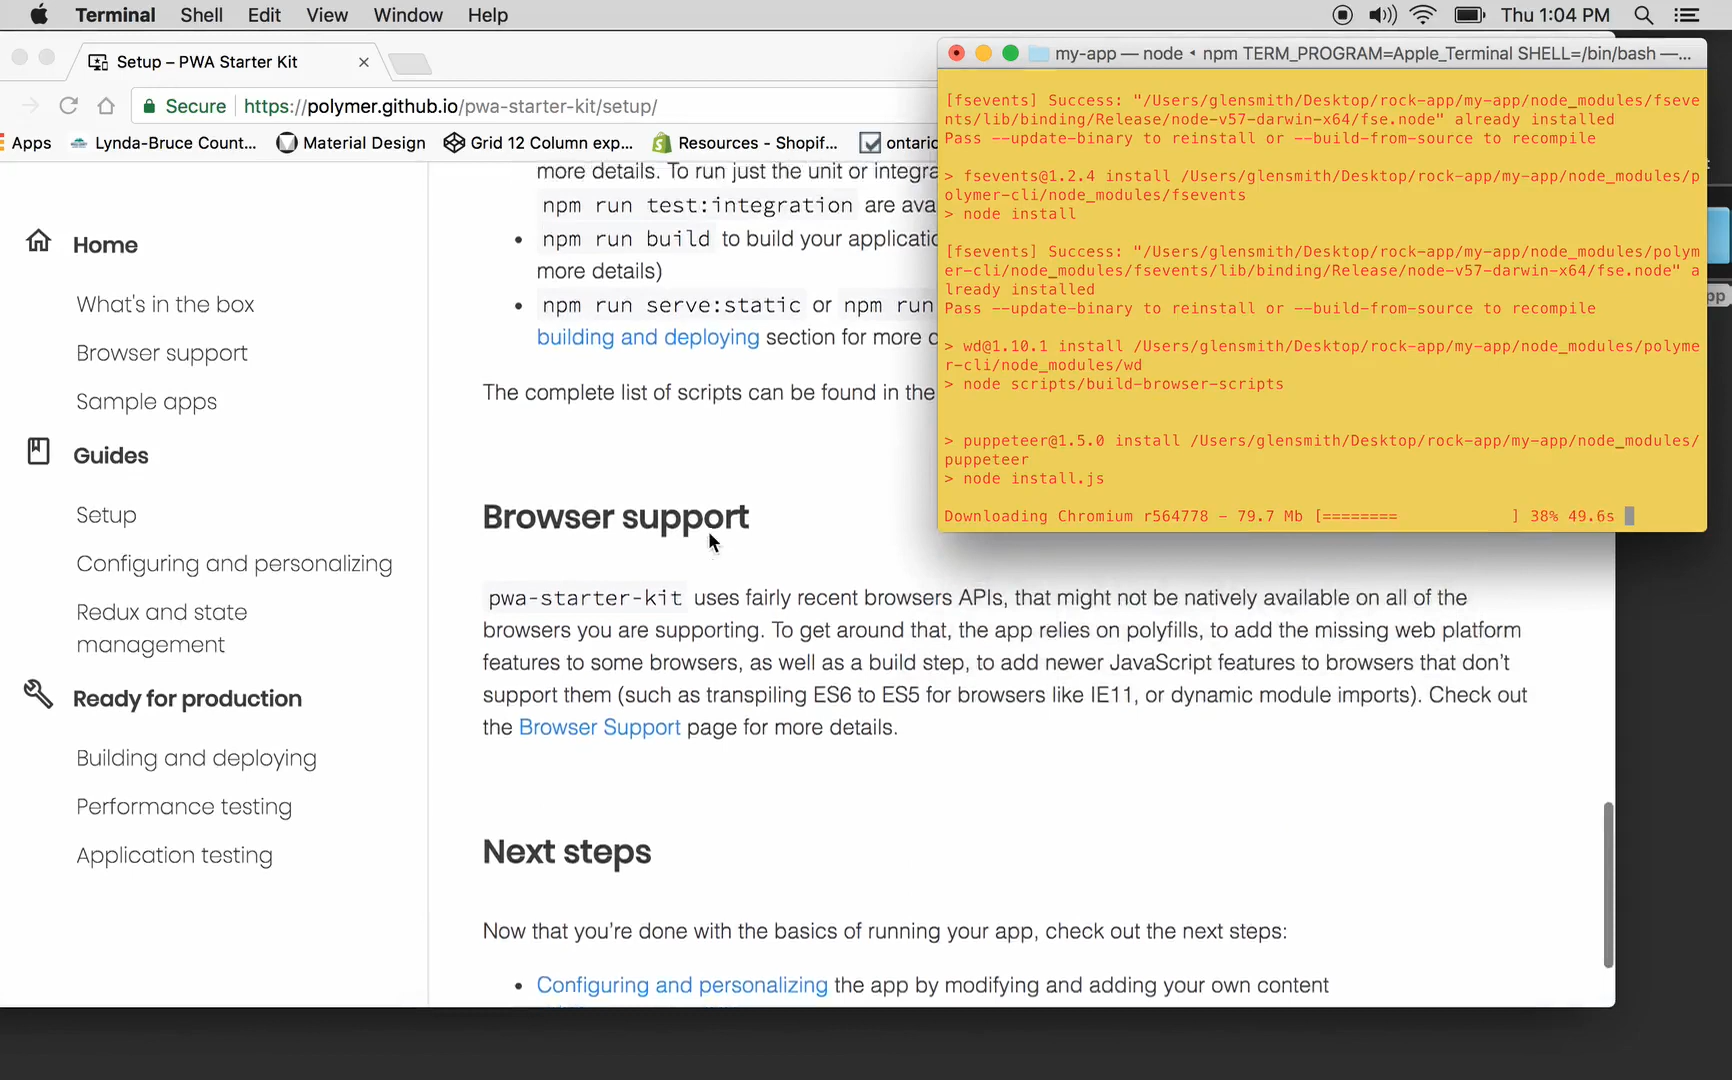 Terminal Shell Edit View Window Help Thu 1:04 PM
Setup – PWA Starter Kit
Secure https://polymer.github.io/pwa-starter-kit/setup/
Apps Lynda-Bruce Count... Material Design Grid 12 Column exp... Resources - Shopif... ontario
Home
What's in the box
Browser support
Sample apps
Guides
Setup
Configuring and personalizing
Redux and state
management
Ready for production
Building and deploying
Performance testing
Application testing
more details. To run just the unit or integra
npm run test:integration are ava
npm run build to build your applicatio
more details)
npm run serve:static or npm run
building and deploying section for more d
The complete list of scripts can be found in the
Browser support
pwa-starter-kit uses fairly recent browsers APIs, that might not be natively available on all of the
browsers you are supporting. To get around that, the app relies on polyfills, to add the missing web platform
features to some browsers, as well as a build step, to add newer JavaScript features to browsers that don't
support them (such as transpiling ES6 to ES5 for browsers like IE11, or dynamic module imports). Check out
the Browser Support page for more details.
Next steps
Now that you're done with the basics of running your app, check out the next steps:
Configuring and personalizing the app by modifying and adding your own content
my-app — node ◂ npm TERM_PROGRAM=Apple_Terminal SHELL=/bin/bash —...
[fsevents] Success: "/Users/glensmith/Desktop/rock-app/my-app/node_modules/fseve
nts/lib/binding/Release/node-v57-darwin-x64/fse.node" already installed
Pass --update-binary to reinstall or --build-from-source to recompile
> fsevents@1.2.4 install /Users/glensmith/Desktop/rock-app/my-app/node_modules/p
olymer-cli/node_modules/fsevents
> node install
[fsevents] Success: "/Users/glensmith/Desktop/rock-app/my-app/node_modules/polym
er-cli/node_modules/fsevents/lib/binding/Release/node-v57-darwin-x64/fse.node" a
lready installed
Pass --update-binary to reinstall or --build-from-source to recompile
> wd@1.10.1 install /Users/glensmith/Desktop/rock-app/my-app/node_modules/polyme
r-cli/node_modules/wd
> node scripts/build-browser-scripts
> puppeteer@1.5.0 install /Users/glensmith/Desktop/rock-app/my-app/node_modules/
puppeteer
> node install.js
Downloading Chromium r564778 - 79.7 Mb [======== ] 38% 49.6s
pp